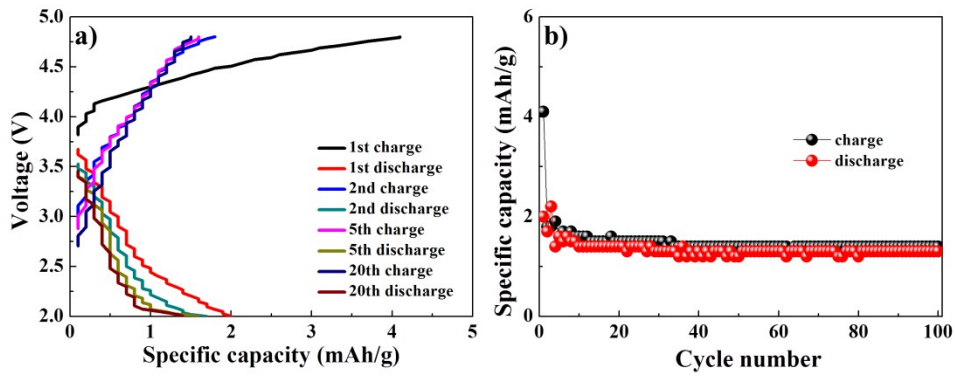 a)
5.0
4.5
4.0
3.5
3.0
2.5
2.0
Voltage (V)
1st charge
1st discharge
2nd charge
2nd discharge
5th charge
5th discharge
20th charge
20th discharge
0 1 2 3 4 5
Specific capacity (mAh/g)
b)
6
4
2
0
Specific capacity (mAh/g)
charge
discharge
0 20 40 60 80 100
Cycle number